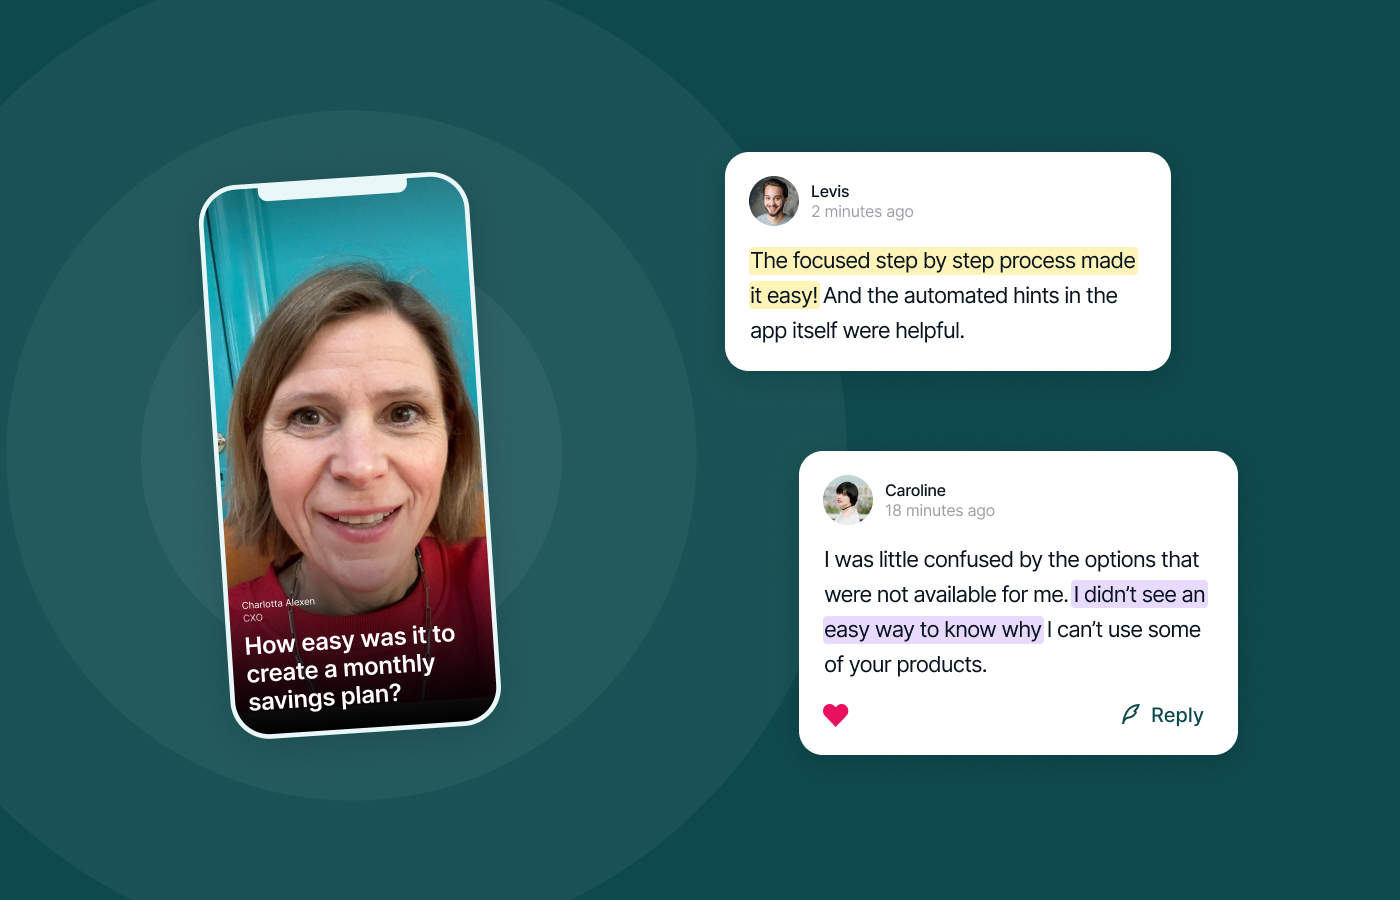 Charlotta Alexen
CXO
How easy was it to
create a monthly
savings plan?
Levis
2 minutes ago
The focused step by step process made
it easy! And the automated hints in the
app itself were helpful.
Caroline
18 minutes ago
I was little confused by the options that
were not available for me. I didn’t see an
easy way to know why I can’t use some
of your products.
Reply